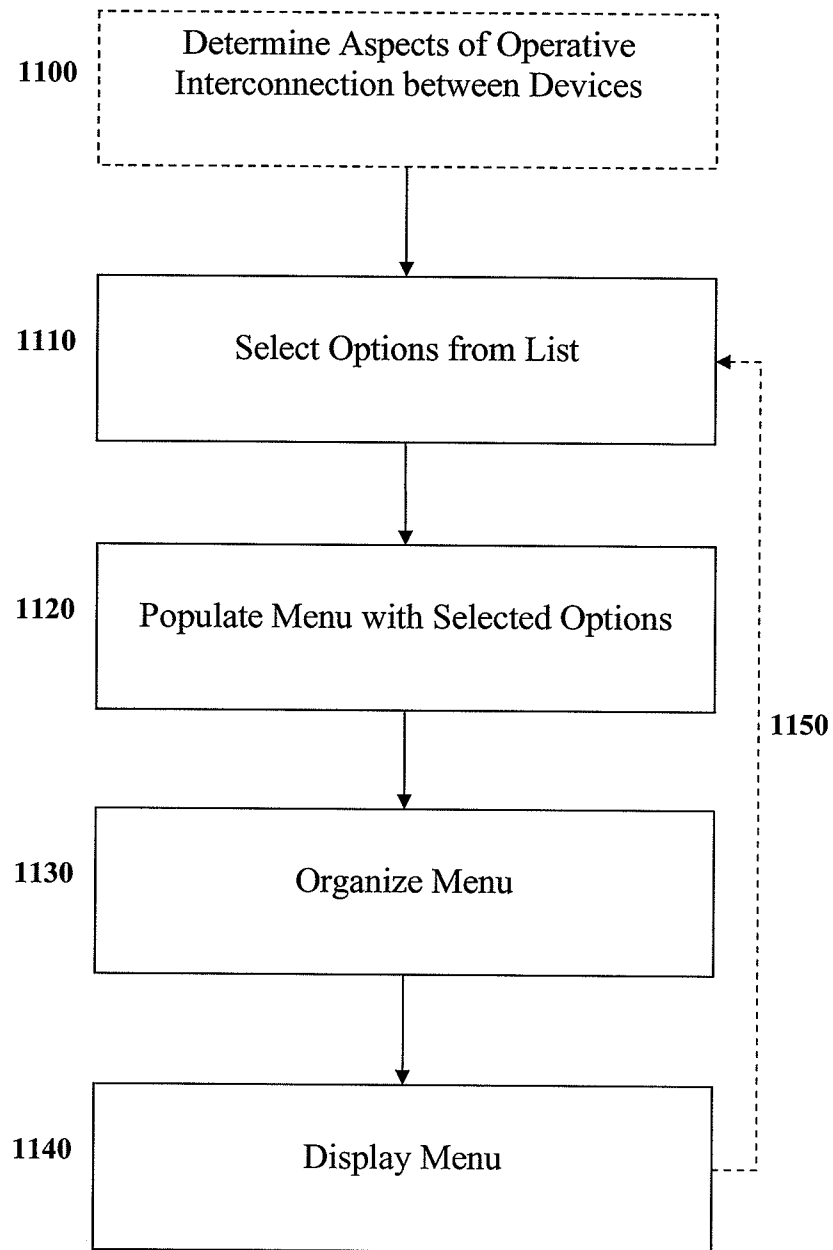 1100
Determine Aspects of Operative
Interconnection between Devices
1110
Select Options from List
1120
Populate Menu with Selected Options
1150
1130
Organize Menu
1140
Display Menu